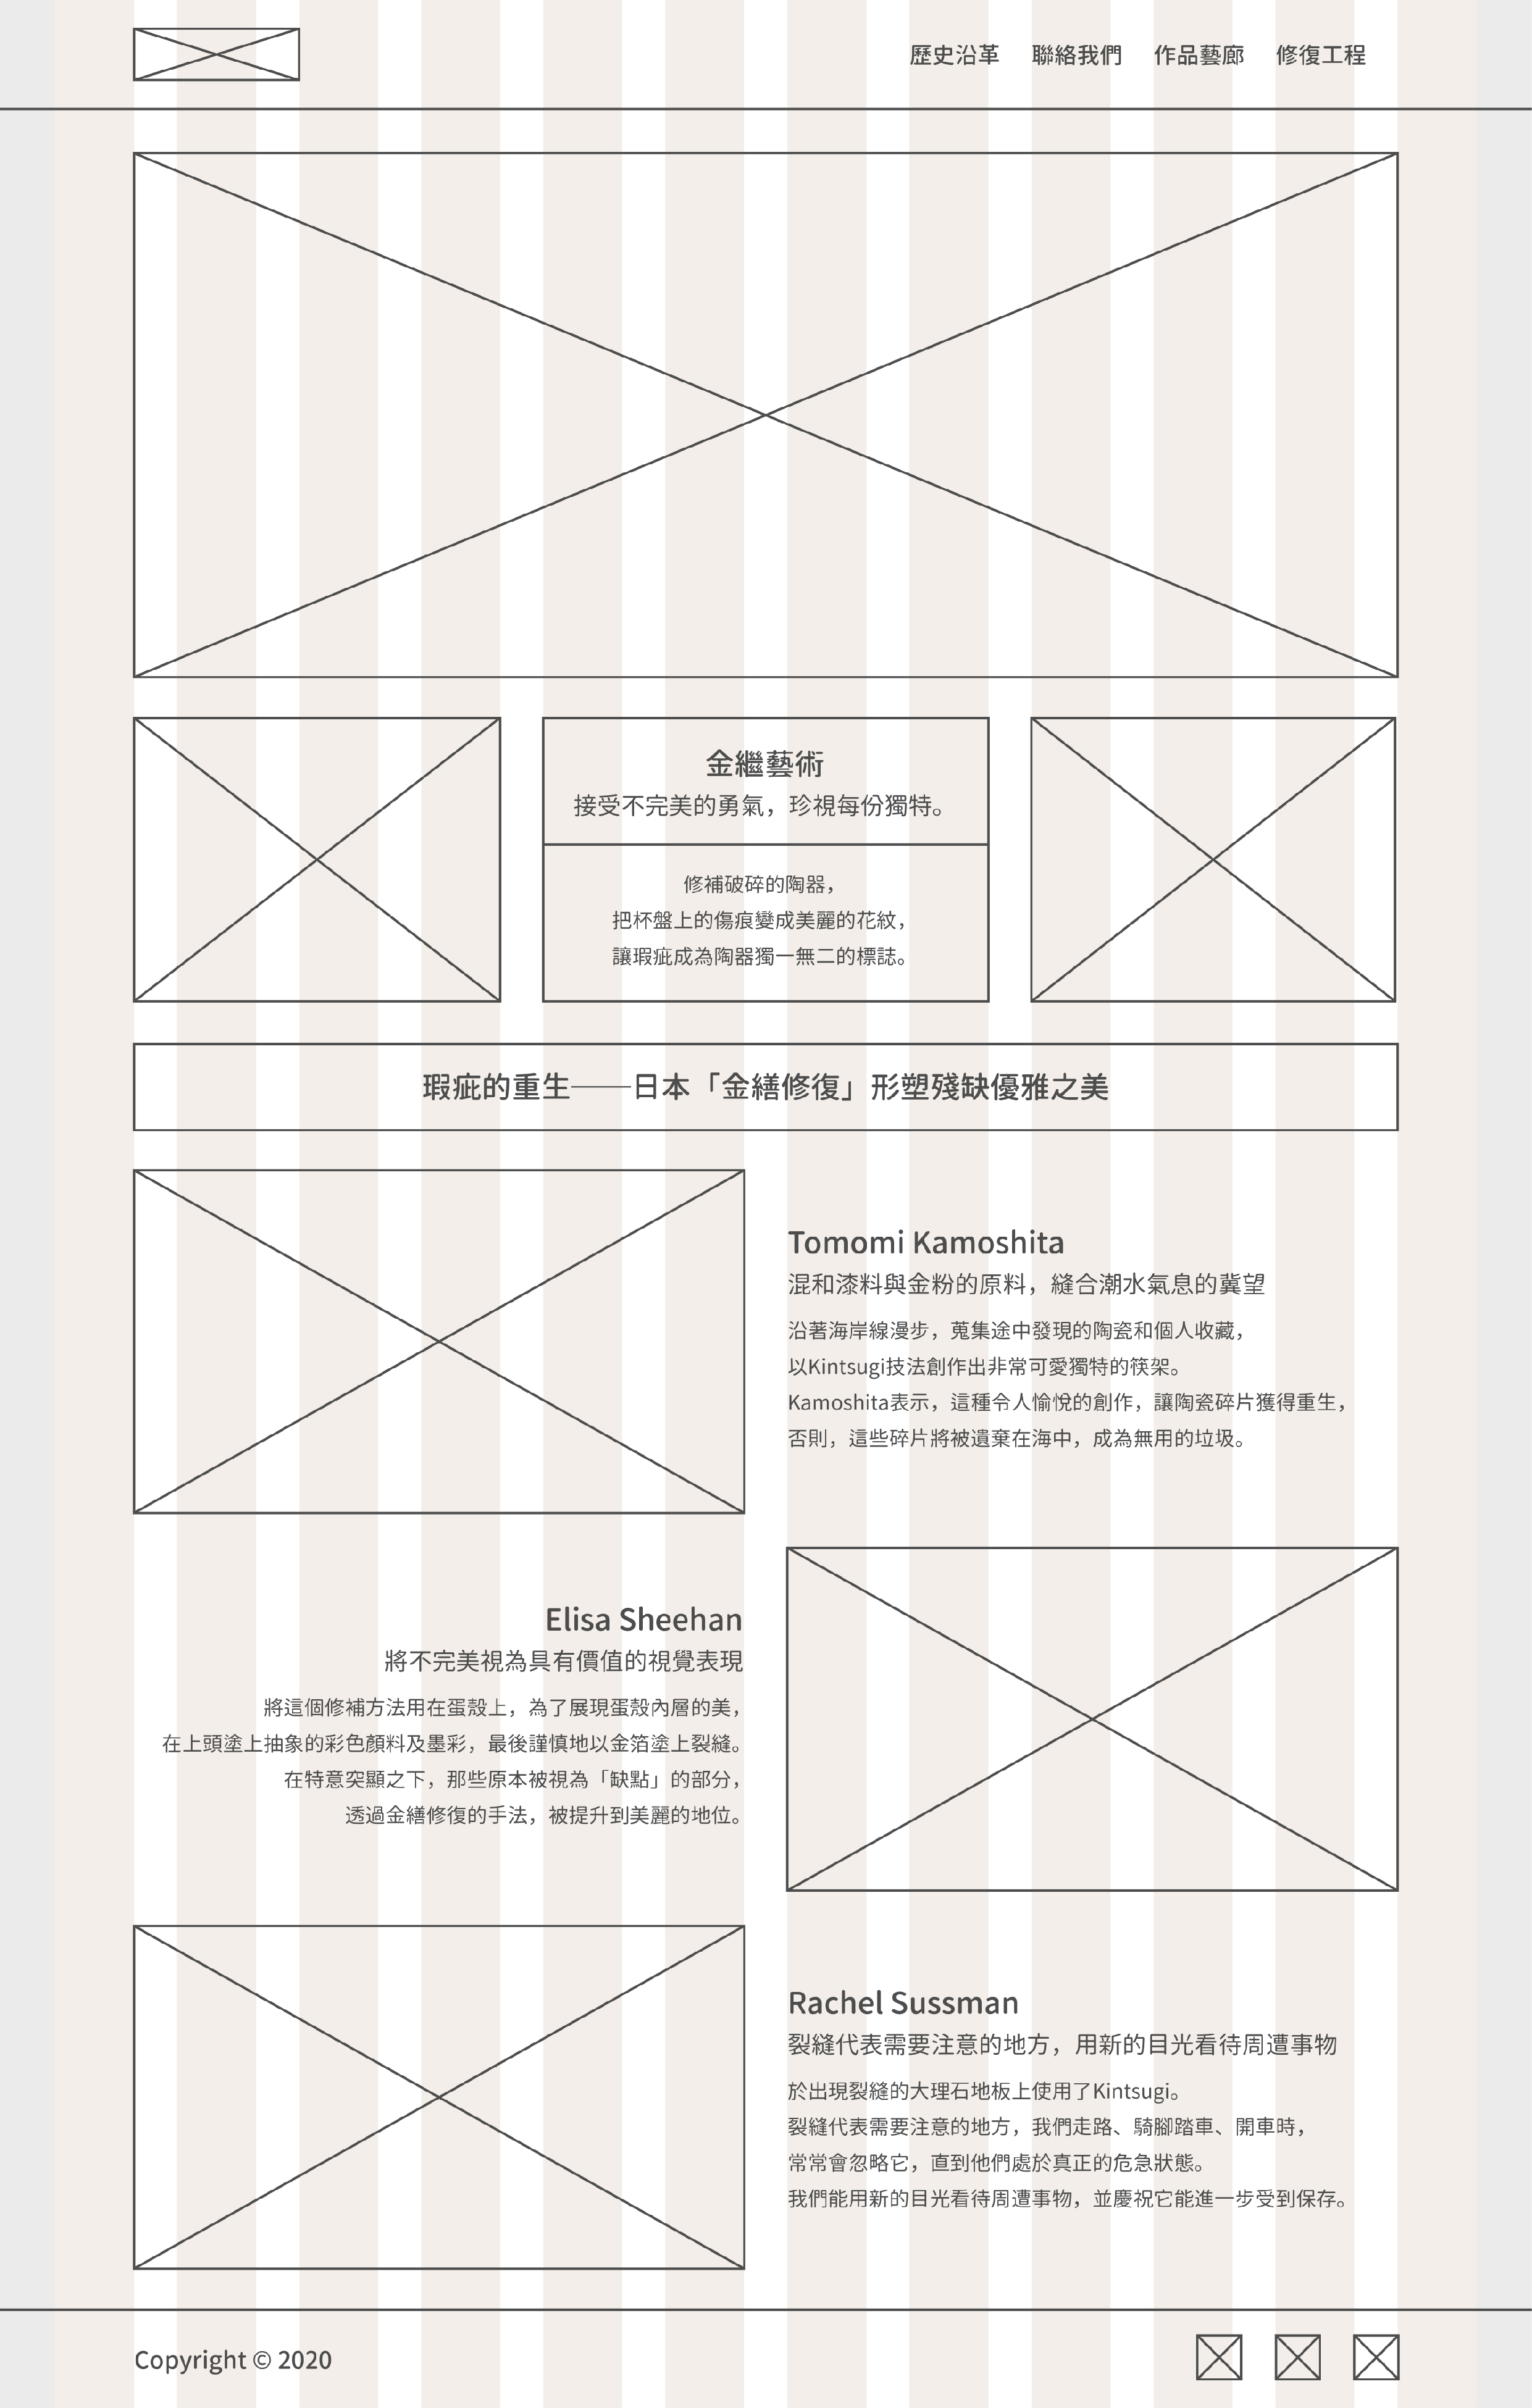 歷史沿革 聯絡我們 作品藝廊 修復工程
金繼藝術
接受不完美的勇氣，珍視每份獨特。
修補破碎的陶器，
把杯盤上的傷痕變成美麗的花紋，
讓瑕疵成為陶器獨一無二的標誌。
瑕疵的重生——日本「金繕修復」形塑殘缺優雅之美
Tomomi Kamoshita
混和漆料與金粉的原料，縫合潮水氣息的冀望
沿著海岸線漫步，蒐集途中發現的陶瓷和個人收藏，
以Kintsugi技法創作出非常可愛獨特的筷架。
Kamoshita表示，這種令人愉悅的創作，讓陶瓷碎片獲得重生，
否則，這些碎片將被遺棄在海中，成為無用的垃圾。
Elisa Sheehan
將不完美視為具有價值的視覺表現
將這個修補方法用在蛋殼上，為了展現蛋殼內層的美，
在上頭塗上抽象的彩色顏料及墨彩，最後謹慎地以金箔塗上裂縫。
在特意突顯之下，那些原本被視為「缺點」的部分，
透過金繕修復的手法，被提升到美麗的地位。
Rachel Sussman
裂縫代表需要注意的地方，用新的目光看待周遭事物
於出現裂縫的大理石地板上使用了Kintsugi。
裂縫代表需要注意的地方，我們走路、騎腳踏車、開車時，
常常會忽略它，直到他們處於真正的危急狀態。
我們能用新的目光看待周遭事物，並慶祝它能進一步受到保存。
Copyright © 2020